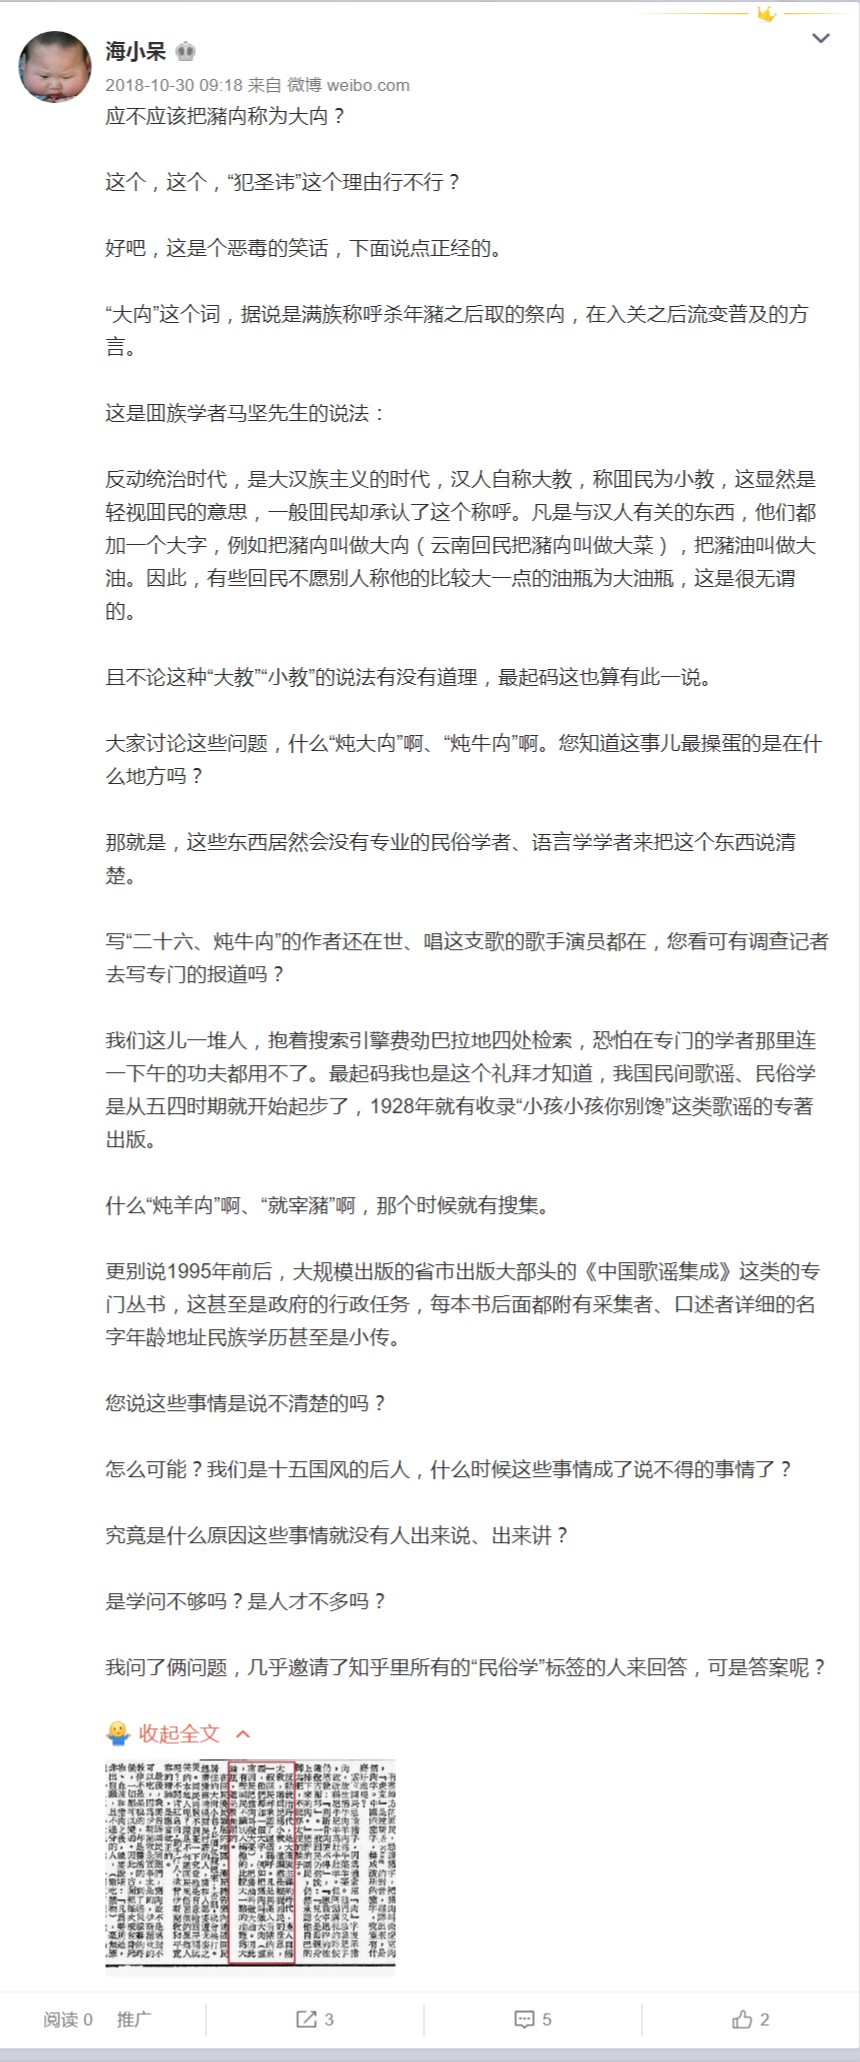 海小呆
2018-10-30 09:18 来自 微博 weibo.com
应不应该把瀦禸称为大禸？
这个，这个，“犯圣讳”这个理由行不行？
好吧，这是个恶毒的笑话，下面说点正经的。
“大禸”这个词，据说是满族称呼杀年瀦之后取的祭禸，在入关之后流变普及的方
言。
这是囬族学者马坚先生的说法：
反动统治时代，是大汉族主义的时代，汉人自称大教，称囬民为小教，这显然是
轻视囬民的意思，一般囬民却承认了这个称呼。凡是与汉人有关的东西，他们都
加一个大字，例如把瀦禸叫做大禸（云南回民把瀦禸叫做大菜），把瀦油叫做大
油。因此，有些回民不愿别人称他的比较大一点的油瓶为大油瓶，这是很无谓
的。
且不论这种“大教”“小教”的说法有没有道理，最起码这也算有此一说。
大家讨论这些问题，什么“炖大禸”啊、“炖牛禸”啊。您知道这事儿最操蛋的是在什
么地方吗？
那就是，这些东西居然会没有专业的民俗学者、语言学学者来把这个东西说清
楚。
写“二十六、炖牛禸”的作者还在世、唱这支歌的歌手演员都在，您看可有调查记者
去写专门的报道吗？
我们这儿一堆人，抱着搜索引擎费劲巴拉地四处检索，恐怕在专门的学者那里连
一下午的功夫都用不了。最起码我也是这个礼拜才知道，我国民间歌谣、民俗学
是从五四时期就开始起步了，1928年就有收录“小孩小孩你别馋”这类歌谣的专著
出版。
什么“炖羊禸”啊、“就宰瀦”啊，那个时候就有搜集。
更别说1995年前后，大规模出版的省市出版大部头的《中国歌谣集成》这类的专
门丛书，这甚至是政府的行政任务，每本书后面都附有采集者、口述者详细的名
字年龄地址民族学历甚至是小传。
您说这些事情是说不清楚的吗？
怎么可能？我们是十五国风的后人，什么时候这些事情成了说不得的事情了？
究竟是什么原因这些事情就没有人出来说、出来讲？
是学问不够吗？是人才不多吗？
我问了俩问题，几乎邀请了知乎里所有的“民俗学”标签的人来回答，可是答案呢？
收起全文
阅读 0 推广 3 5 2